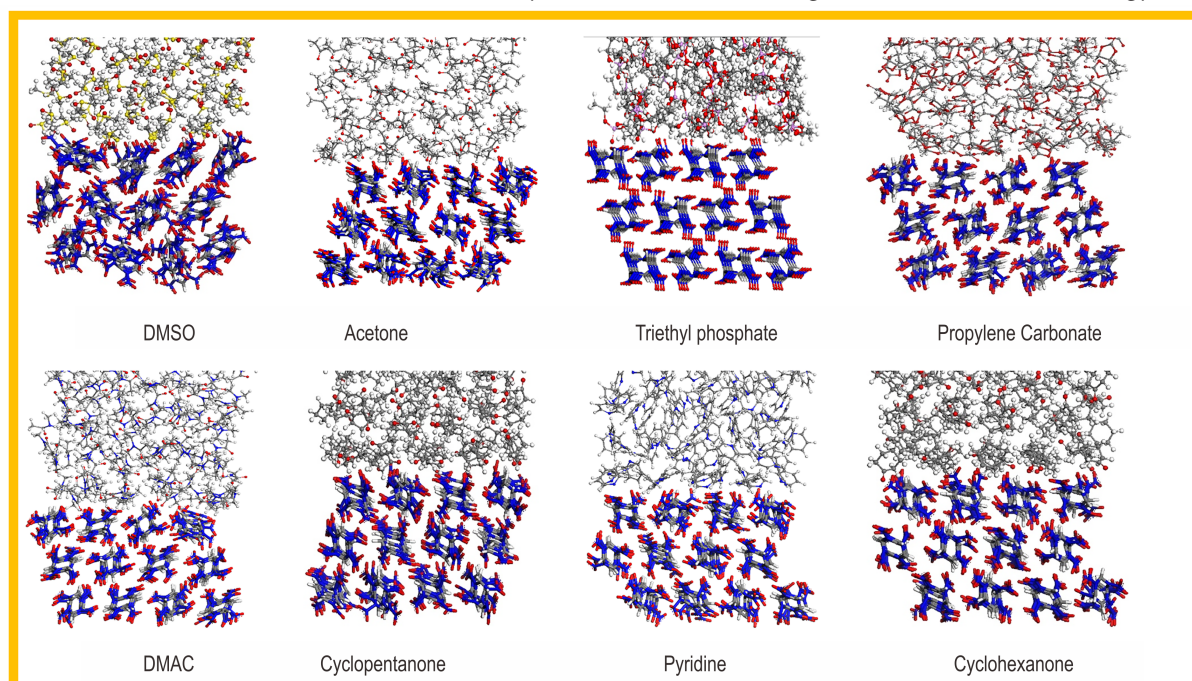 DMSO
Acetone
Triethyl phosphate
Propylene Carbonate
DMAC
Cyclopentanone
Pyridine
Cyclohexanone